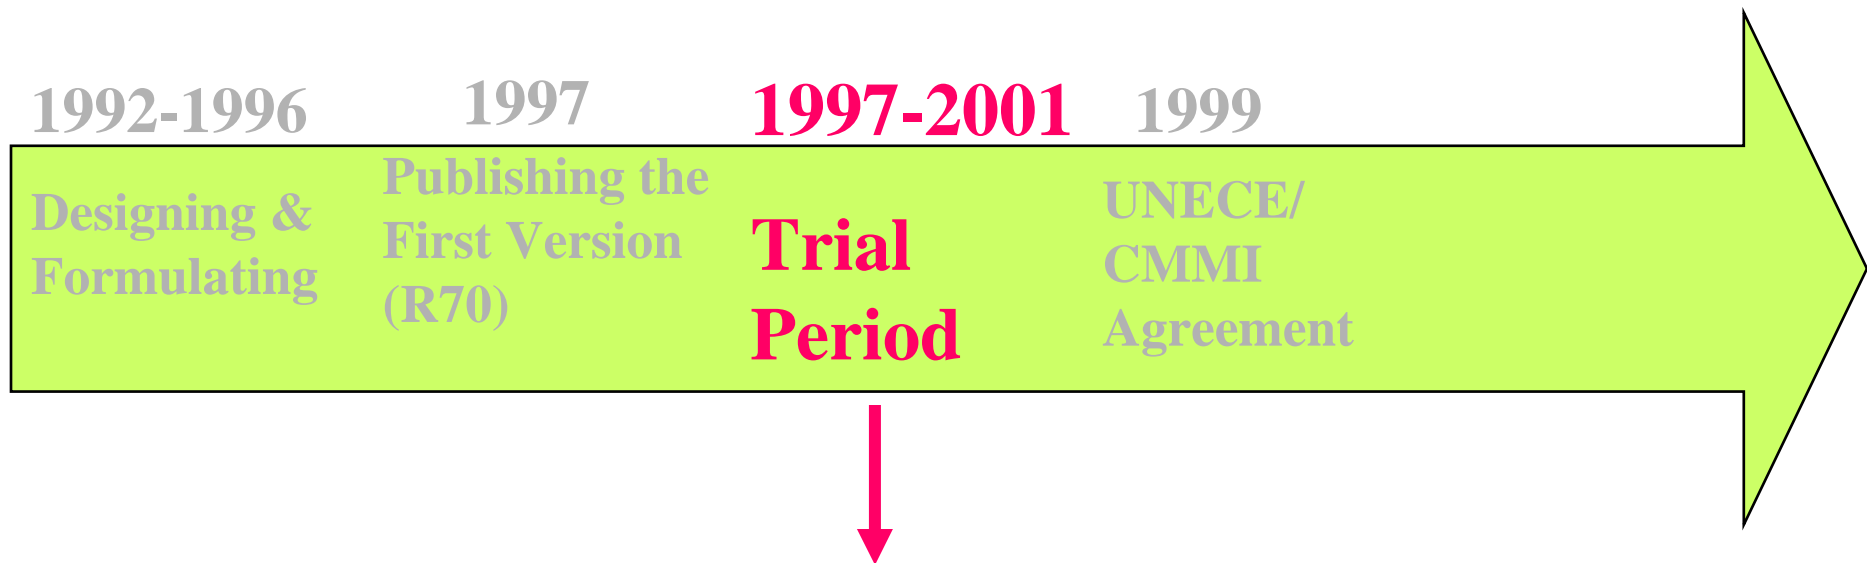 1992-1996
Designing &
Formulating
1997
Publishing the
First Version
(R70)
1997-2001
Trial
Period
1999
UNECE/
CMMI
Agreement